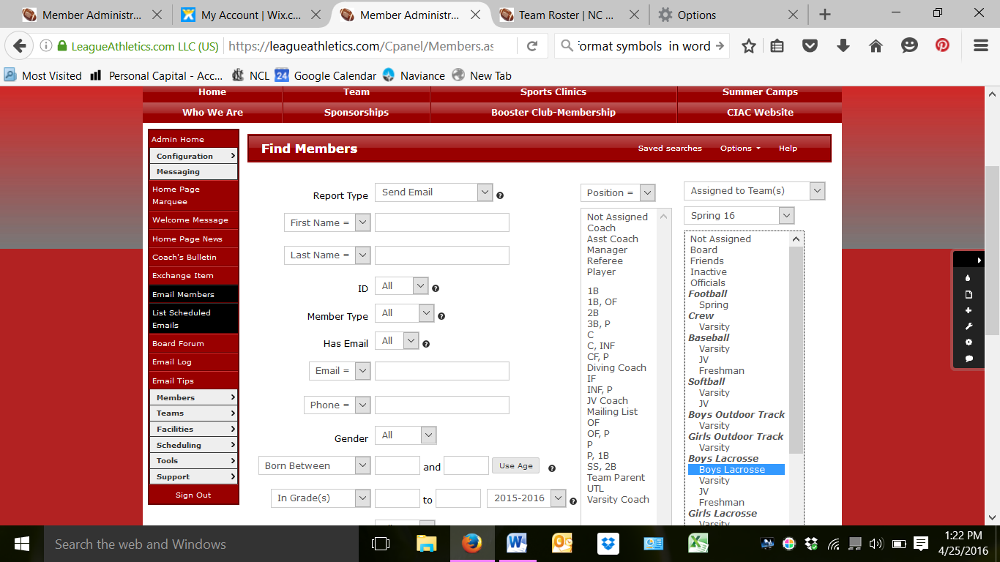 Member Administr...
My Account | Wix.c...
Member Administr...
Team Roster | NC ...
Options
LeagueAthletics.com LLC (US)
https://leagueathletics.com/Cpanel/Members.as
format symbols in word
Most Visited
Personal Capital - Acc...
NCL
24
Google Calendar
Naviance
New Tab
Home
Team
Sports Clinics
Summer Camps
Who We Are
Sponsorships
Booster Club-Membership
CIAC Website
Admin Home
Configuration
Messaging
Home Page
Marquee
Welcome Message
Home Page News
Coach's Bulletin
Exchange Item
Email Members
List Scheduled
Emails
Board Forum
Email Log
Email Tips
Members
Teams
Facilities
Scheduling
Tools
Support
Sign Out
Find Members
Saved searches
Options
Help
Report Type
Send Email
First Name =
Last Name =
ID
All
Member Type
All
Has Email
All
Email =
Phone =
Gender
All
Born Between
and
Use Age
In Grade(s)
to
2015-2016
Position =
Not Assigned
Coach
Asst Coach
Manager
Referee
Player
1B
1B, OF
2B
3B, P
C
C, INF
CF, P
Diving Coach
IF
INF, P
JV Coach
Mailing List
OF
OF, P
P
P, 1B
SS, 2B
Team Parent
UTL
Varsity Coach
Assigned to Team(s)
Spring 16
Not Assigned
Board
Friends
Inactive
Officials
Football
Spring
Crew
Varsity
Baseball
Varsity
JV
Freshman
Softball
Varsity
JV
Boys Outdoor Track
Varsity
Girls Outdoor Track
Varsity
Boys Lacrosse
Boys Lacrosse
Varsity
JV
Freshman
Girls Lacrosse
Varsity
Search the web and Windows
1:22 PM
4/25/2016